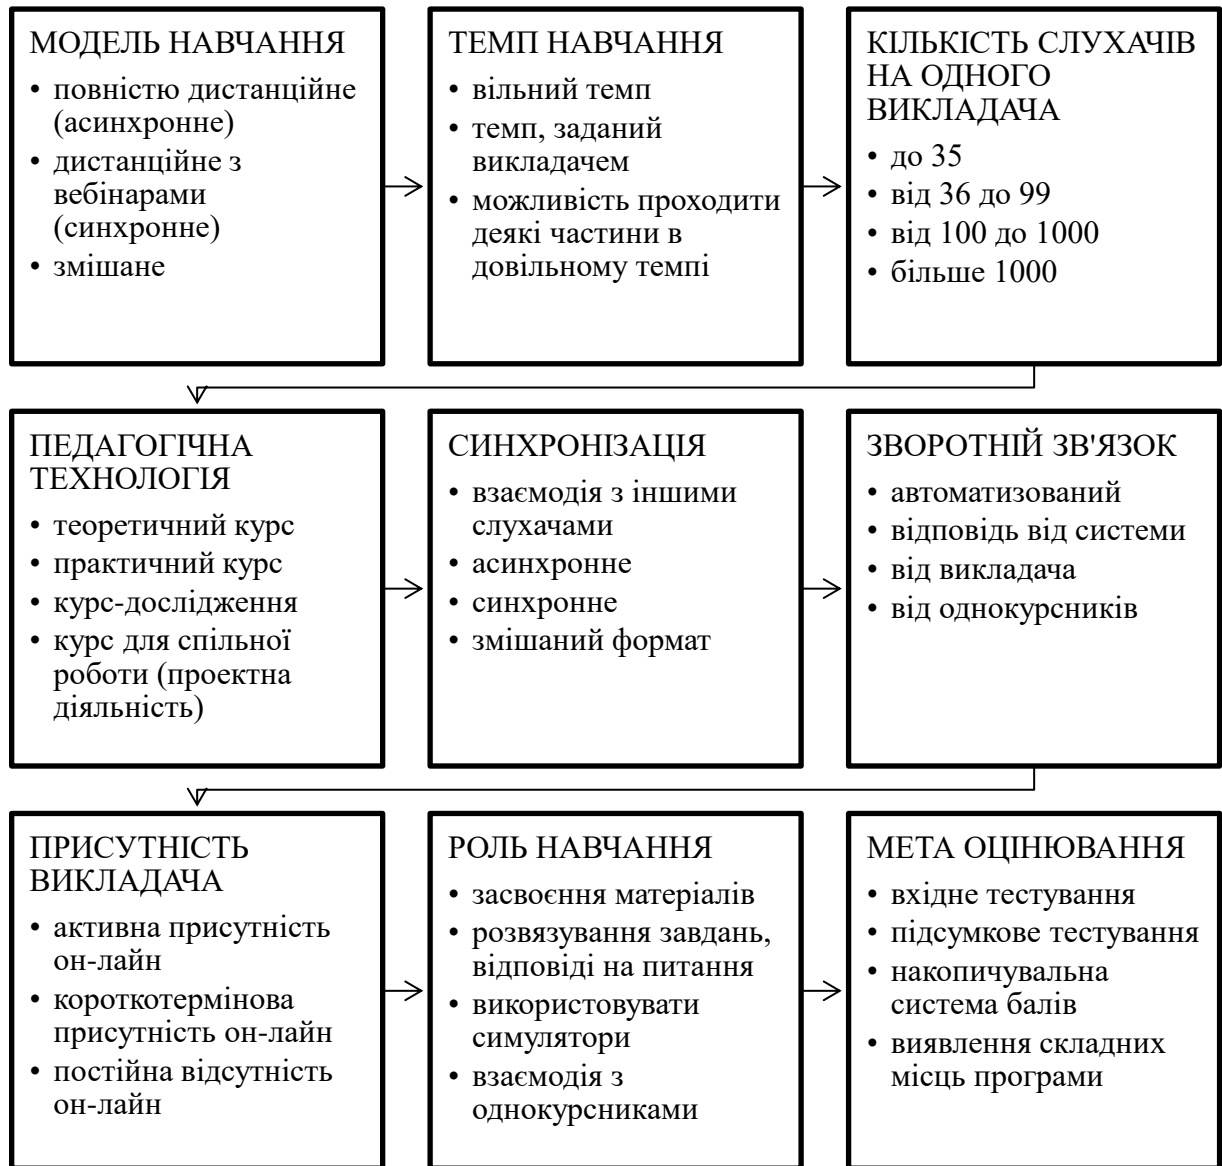 МОДЕЛЬ НАВЧАННЯ
• повністю дистанційне
(асинхронне)
• дистанційне з
вебінарами
(синхронне)
• змішане
ТЕМП НАВЧАННЯ
• вільний темп
• темп, заданий
викладачем
• можливість проходити
деякі частини в
довільному темпі
КІЛЬКІСТЬ СЛУХАЧІВ
НА ОДНОГО
ВИКЛАДАЧА
• до 35
• від 36 до 99
• від 100 до 1000
• більше 1000
ПЕДАГОГІЧНА
ТЕХНОЛОГІЯ
• теоретичний курс
• практичний курс
• курс-дослідження
• курс для спільної
роботи (проектна
діяльність)
СИНХРОНІЗАЦІЯ
• взаємодія з іншими
слухачами
• асинхронне
• синхронне
• змішаний формат
ЗВОРОТНІЙ ЗВ'ЯЗОК
• автоматизований
• відповідь від системи
• від викладача
• від однокурсників
ПРИСУТНІСТЬ
ВИКЛАДАЧА
• активна присутність
он-лайн
• короткотермінова
присутність он-лайн
• постійна відсутність
он-лайн
РОЛЬ НАВЧАННЯ
• засвоєння матеріалів
• розвязування завдань,
відповіді на питання
• використовувати
симулятори
• взаємодія з
однокурсниками
МЕТА ОЦІНЮВАННЯ
• вхідне тестування
• підсумкове тестування
• накопичувальна
система балів
• виявлення складних
місць програми